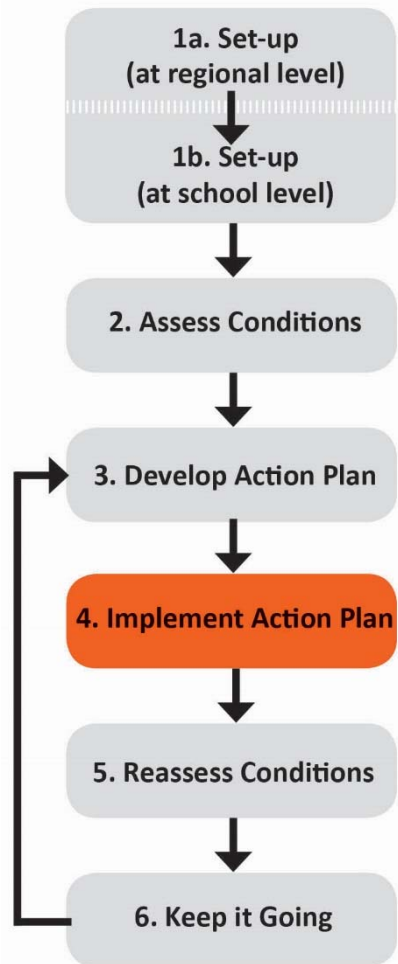 1a. Set-up
(at regional level)
1b. Set-up
(at school level)
2. Assess Conditions
3. Develop Action Plan
4. Implement Action Plan
5. Reassess Conditions
6. Keep it Going